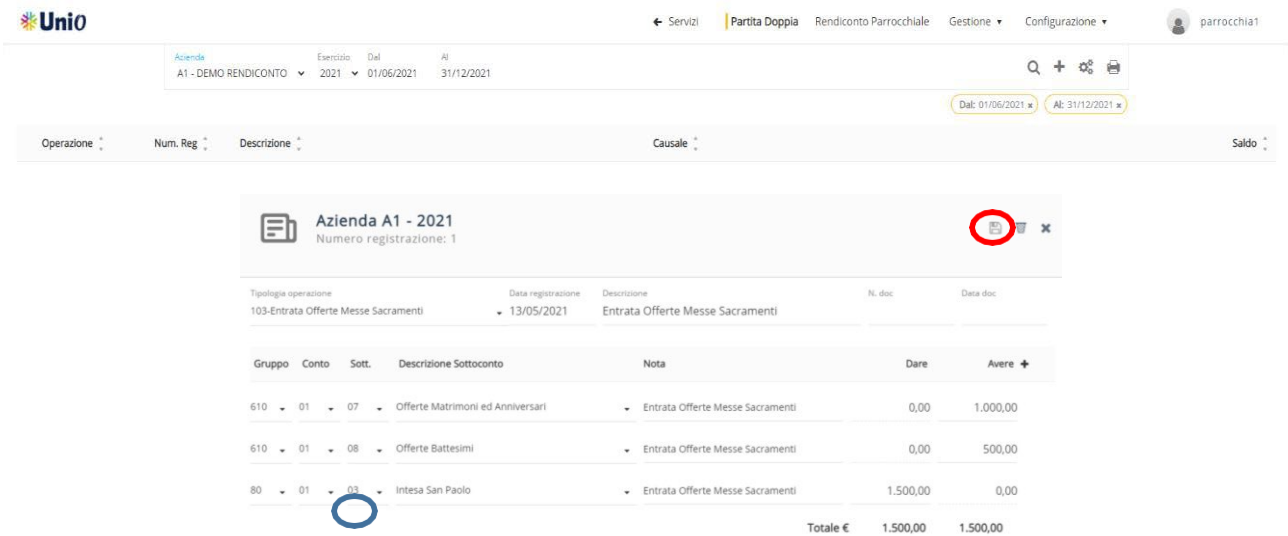 Unio
Servizi Partita Doppia Rendiconto Parrocchiale Gestione Configurazione parrocchia1
Azienda Esercizio Dal Al
A1 - DEMO RENDICONTO 2021 01/06/2021 31/12/2021
Dal: 01/06/2021 x Al: 31/12/2021 x
Operazione Num. Reg Descrizione Causale Saldo
Azienda A1 - 2021
Numero registrazione: 1
Tipologia operazione Data registrazione Descrizione N. doc Data doc
103-Entrata Offerte Messe Sacramenti 13/05/2021 Entrata Offerte Messe Sacramenti
Gruppo Conto Sott. Descrizione Sottoconto Nota Dare Avere +
610 01 07 Offerte Matrimoni ed Anniversari Entrata Offerte Messe Sacramenti 0,00 1.000,00
610 01 08 Offerte Battesimi Entrata Offerte Messe Sacramenti 0,00 500,00
80 01 03 Intesa San Paolo Entrata Offerte Messe Sacramenti 1.500,00 0,00
Totale € 1.500,00 1.500,00